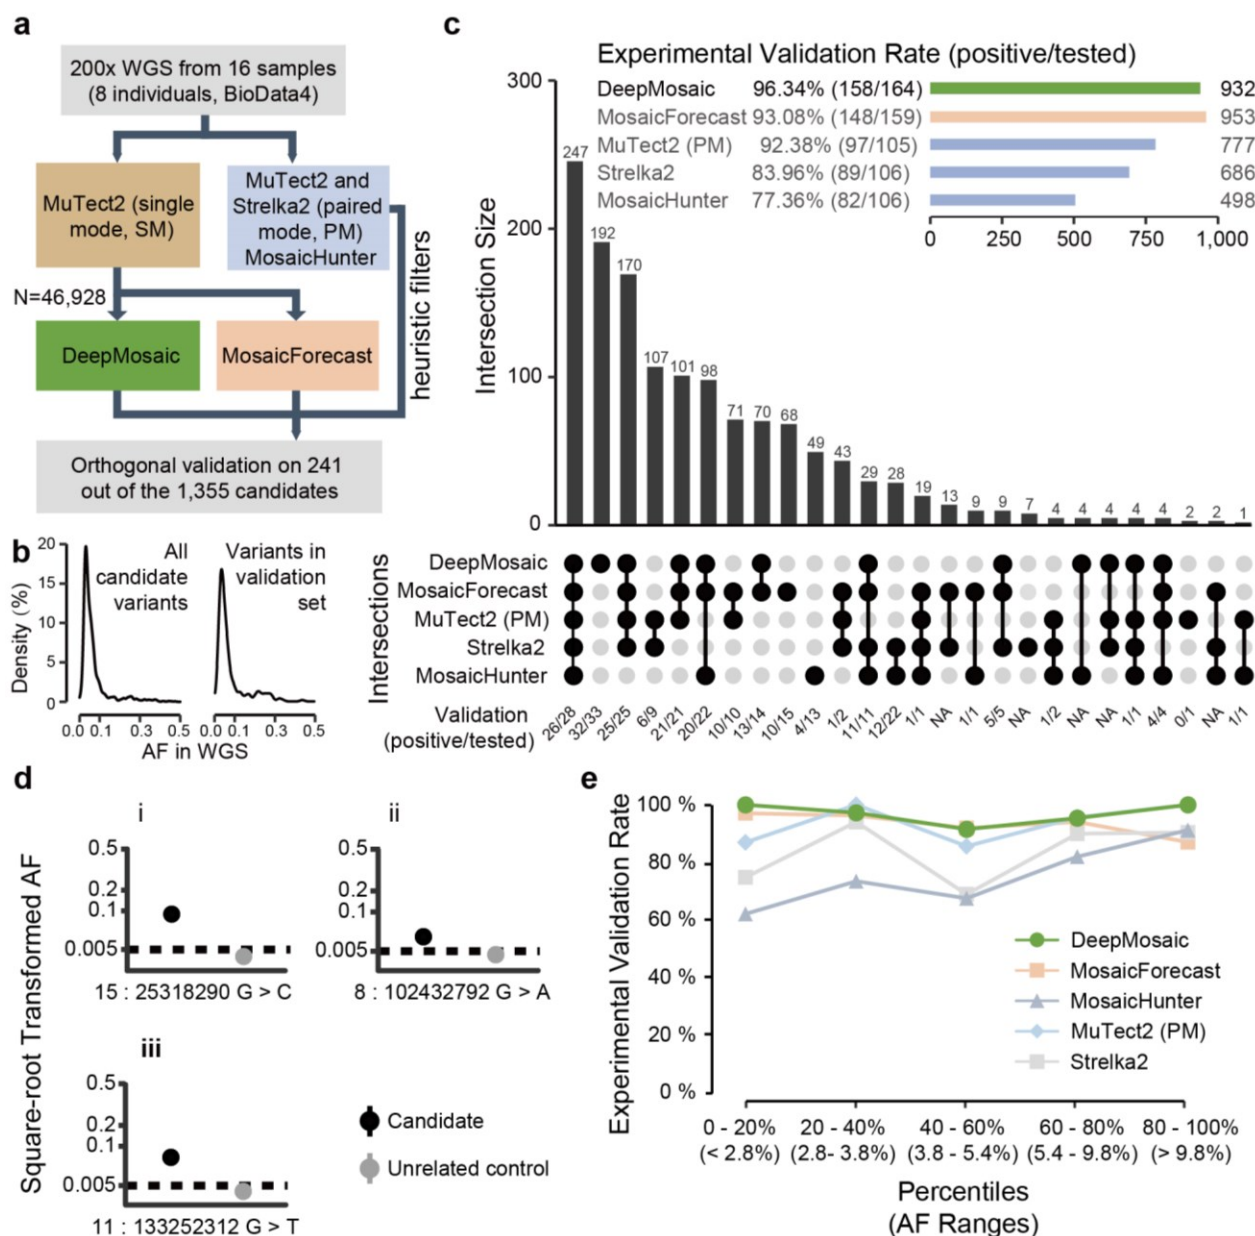 a
200x WGS from 16 samples
(8 individuals, BioData4)
MuTect2 (single
mode, SM)
MuTect2 and
Strelka2 (paired
mode, PM)
MosaicHunter
N=46,928
DeepMosaic
MosaicForecast
heuristic filters
Orthogonal validation on 241
out of the 1,355 candidates
b
Density (%)
20
15
10
5
0
All
candidate
variants
Variants in
validation
set
0 0.1 0.3 0.5
0 0.1 0.3 0.5
AF in WGS
c
Experimental Validation Rate (positive/tested)
DeepMosaic 96.34% (158/164) 932
MosaicForecast 93.08% (148/159) 953
MuTect2 (PM) 92.38% (97/105) 777
Strelka2 83.96% (89/106) 686
MosaicHunter 77.36% (82/106) 498
0 250 500 750 1,000
Intersection Size
300
200
100
0
247 192 170 107 101 98 71 70 68 49 43 29 28 19 13 9 9 7 4 4 4 4 4 2 2 1
Intersections
DeepMosaic
MosaicForecast
MuTect2 (PM)
Strelka2
MosaicHunter
Validation
(positive/tested)
26/28 32/33 25/25 6/9 21/21 20/22 10/10 13/14 10/15 4/13 1/2 11/11 12/22 1/1 NA 1/1 5/5 NA 1/2 NA NA 1/1 4/4 0/1 NA 1/1
d
Square-root Transformed AF
i
0.5
0.2
0.1
0.005
15 : 25318290 G > C
ii
0.5
0.2
0.1
0.005
8 : 102432792 G > A
iii
0.5
0.2
0.1
0.005
11 : 133252312 G > T
Candidate
Unrelated control
e
Experimental Validation Rate
100 %
80 %
60 %
40 %
20 %
0 %
DeepMosaic
MosaicForecast
MosaicHunter
MuTect2 (PM)
Strelka2
0 - 20% 20 - 40% 40 - 60% 60 - 80% 80 - 100%
(< 2.8%) (2.8- 3.8%) (3.8 - 5.4%) (5.4 - 9.8%) (> 9.8%)
Percentiles
(AF Ranges)